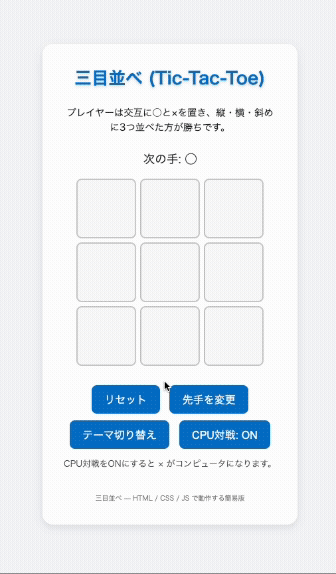 三目並べ (Tic-Tac-Toe)
プレイヤーは交互に◯と×を置き、縦・横・斜め
に3つ並べた方が勝ちです。
次の手: ◯
リセット
先手を変更
テーマ切り替え
CPU対戦: ON
CPU対戦をONにすると × がコンピュータになります。
三目並べ — HTML / CSS / JS で動作する簡易版